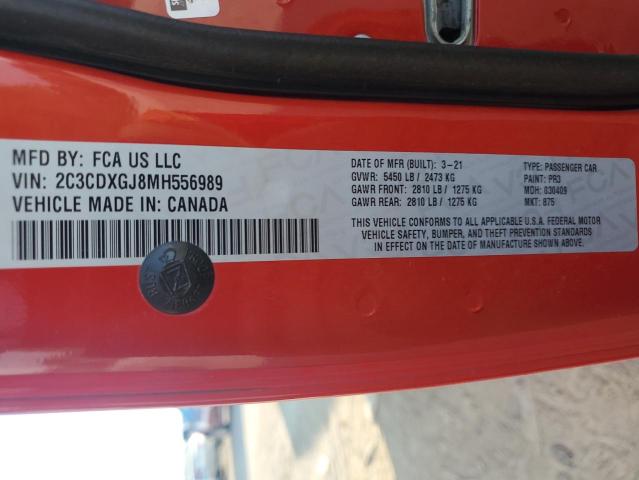 MFD BY: FCA US LLC
VIN: 2C3CDXGJ8MH556989
VEHICLE MADE IN: CANADA
DATE OF MFR (BUILT): 3-21
GVWR: 5450 LB / 2473 KG
GAWR FRONT: 2810 LB / 1275 KG
GAWR REAR: 2810 LB / 1275 KG
TYPE: PASSENGER CAR
PAINT: PR3
MDH: 030409
MKT: 875
THIS VEHICLE CONFORMS TO ALL APPLICABLE U.S.A. FEDERAL MOTOR
VEHICLE SAFETY, BUMPER, AND THEFT PREVENTION STANDARDS
IN EFFECT ON THE DATE OF MANUFACTURE SHOWN ABOVE.